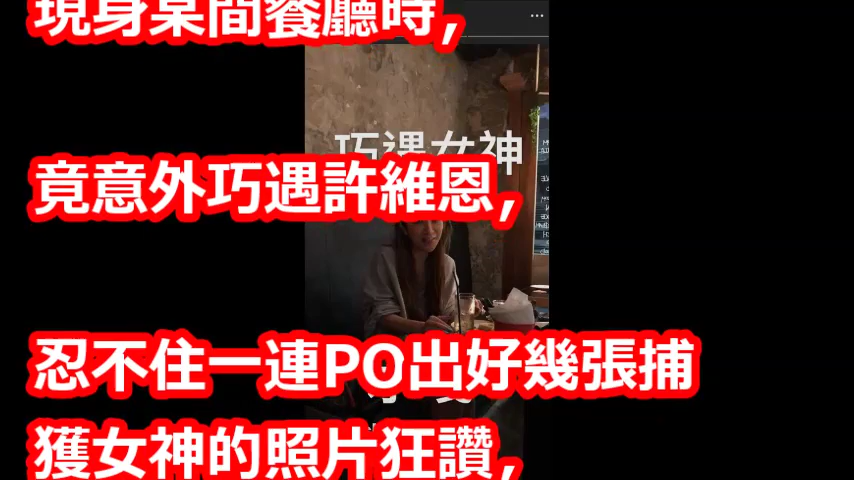 現身某間餐廳時,
巧遇女神
竟意外巧遇許維恩,
忍不住一連PO出好幾張捕
獲女神的照片狂讚,